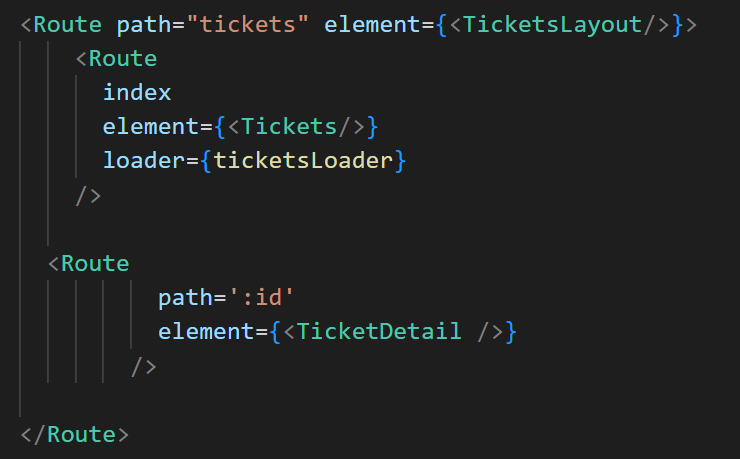 <Route path="tickets" element={<TicketsLayout/>}>
<Route
index
element={<Tickets/>}
loader={ticketsLoader}
/>
<Route
path=':id'
element={<TicketDetail />}
/>
</Route>